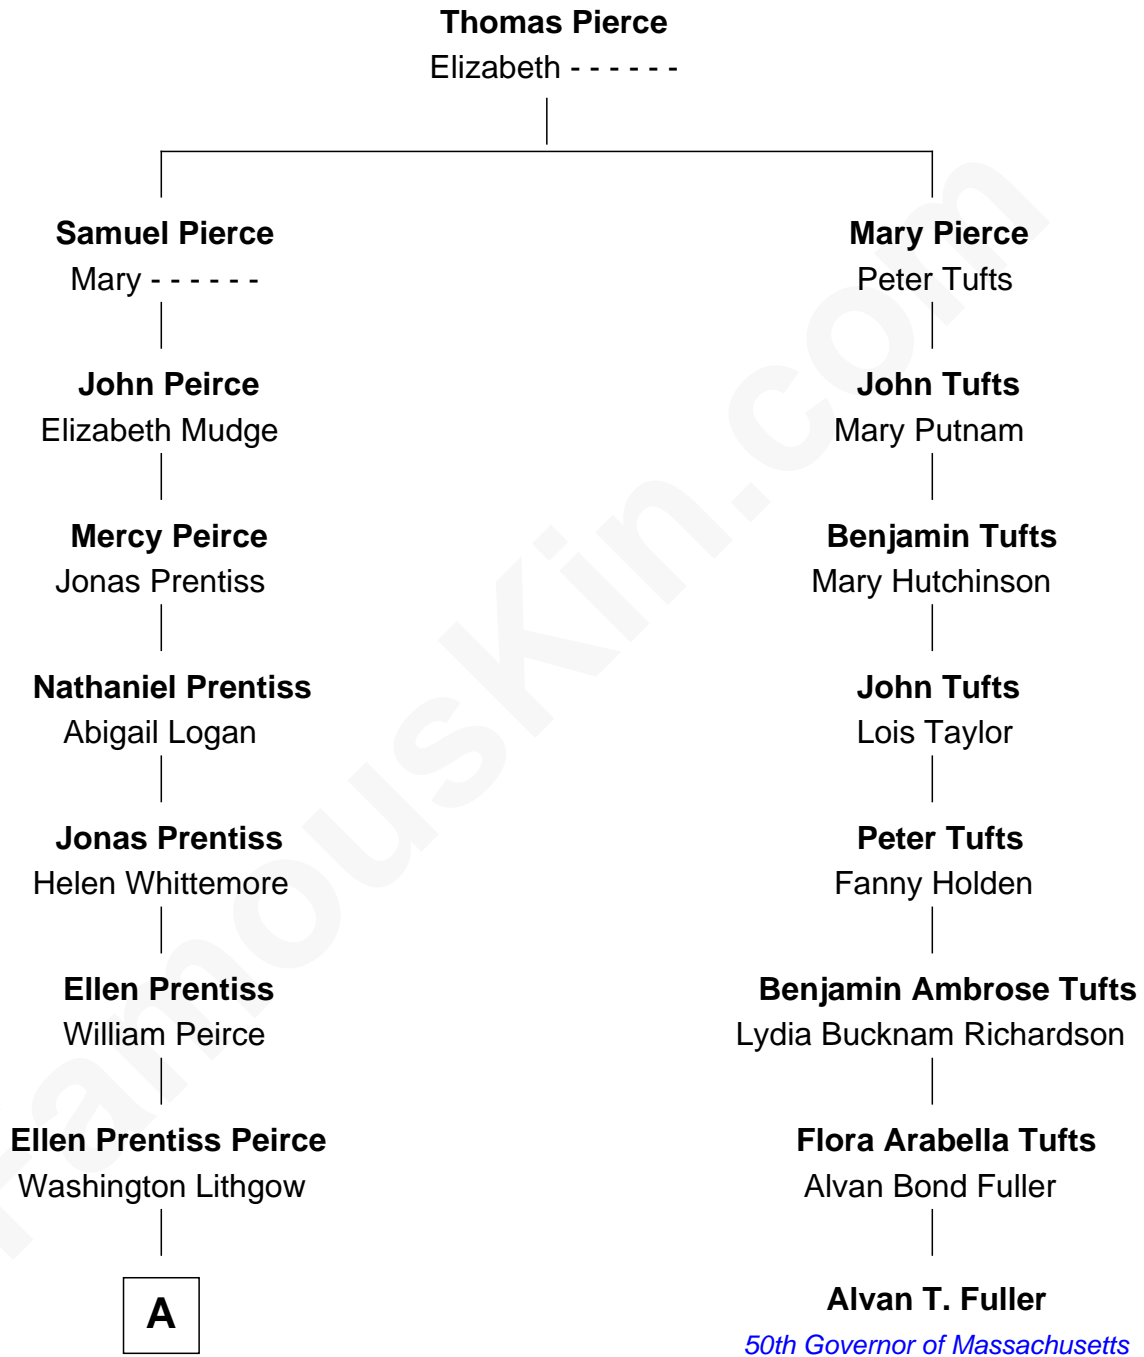 Thomas Pierce
Elizabeth - - - - - -
Samuel Pierce
Mary - - - - - -
Mary Pierce
Peter Tufts
John Peirce
Elizabeth Mudge
John Tufts
Mary Putnam
Mercy Peirce
Jonas Prentiss
Benjamin Tufts
Mary Hutchinson
Nathaniel Prentiss
Abigail Logan
John Tufts
Lois Taylor
Jonas Prentiss
Helen Whittemore
Peter Tufts
Fanny Holden
Ellen Prentiss
William Peirce
Benjamin Ambrose Tufts
Lydia Bucknam Richardson
Ellen Prentiss Peirce
Washington Lithgow
Flora Arabella Tufts
Alvan Bond Fuller
A
Alvan T. Fuller
50th Governor of Massachusetts
FamousKin.com